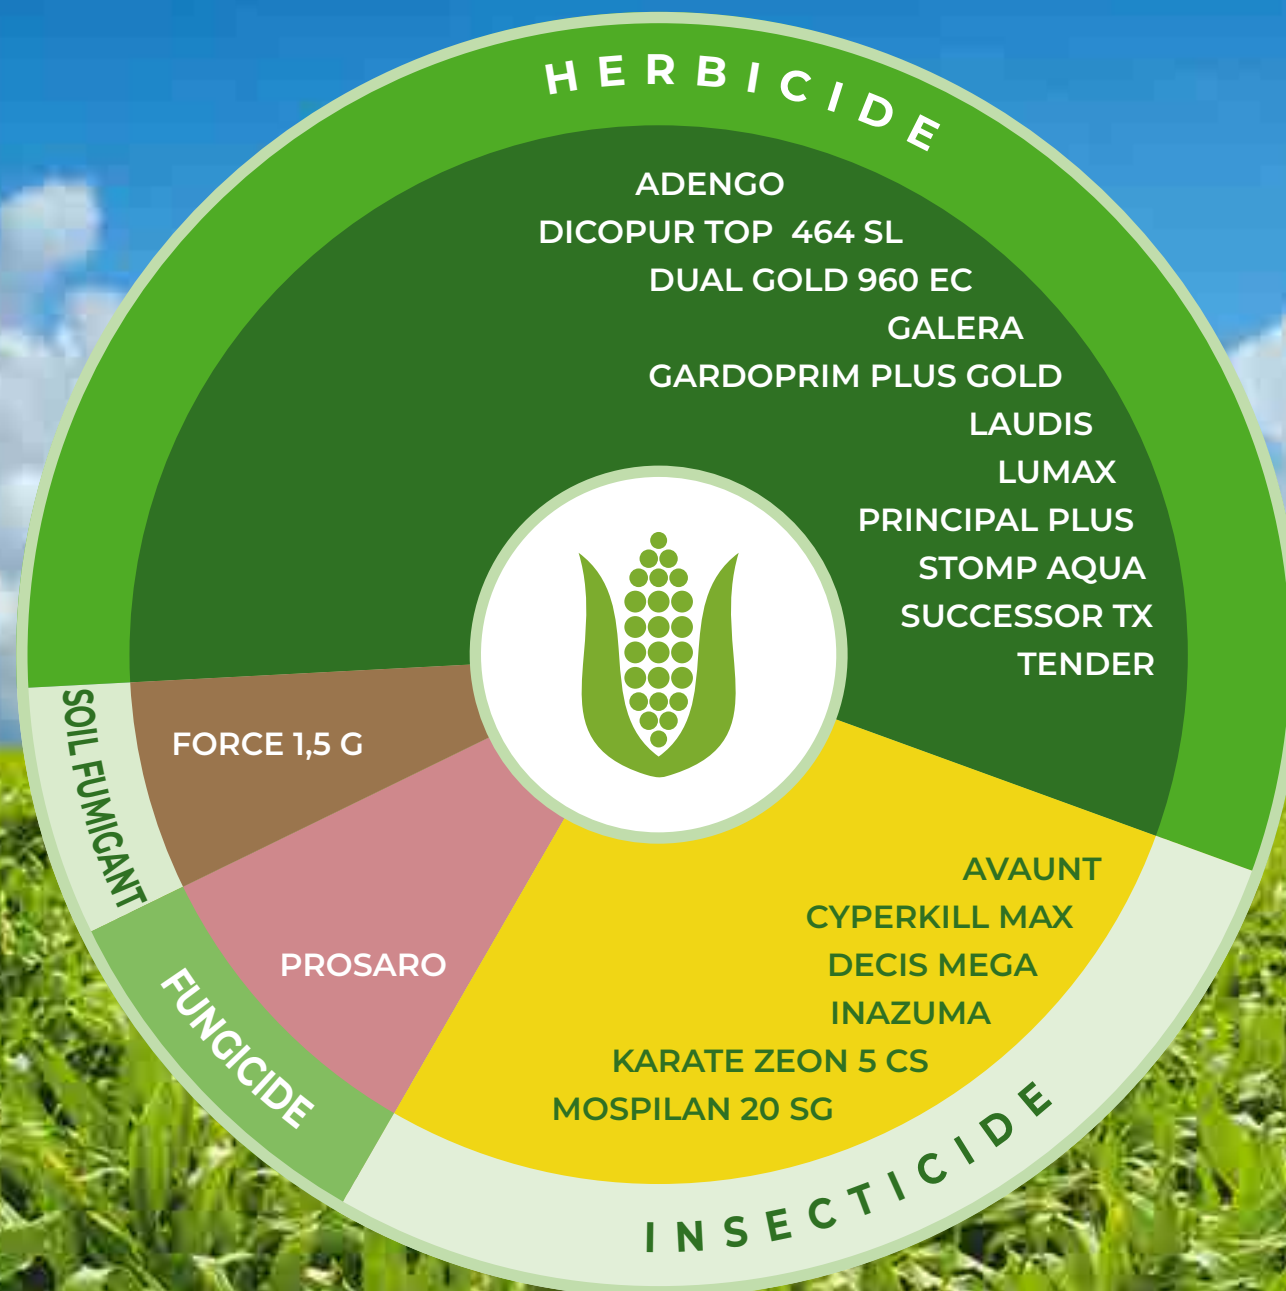 HERBICIDE
ADENGO
DICOPUR TOP 464 SL
DUAL GOLD 960 EC
GALERA
GARDOPRIM PLUS GOLD
LAUDIS
LUMAX
PRINCIPAL PLUS
STOMP AQUA
SUCCESSOR TX
TENDER
SOIL FUMIGANT
FORCE 1,5 G
FUNGICIDE
PROSARO
AVAUNT
CYPERKILL MAX
DECIS MEGA
INAZUMA
KARATE ZEON 5 CS
MOSPILAN 20 SG
INSECTICIDE